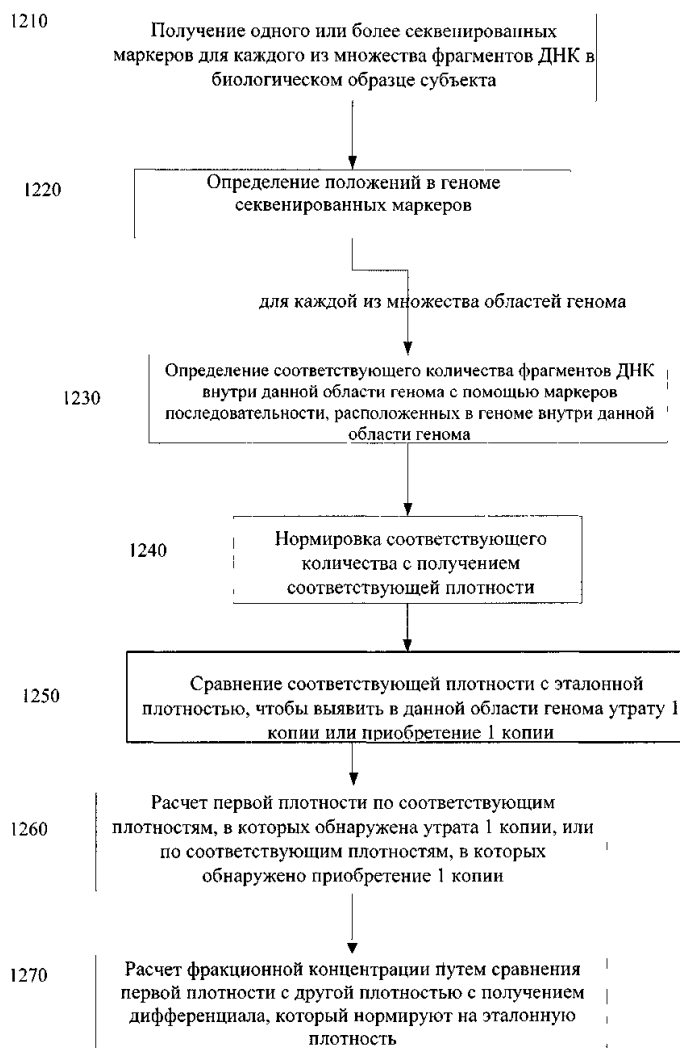 1210
Получение одного или более секвенированных
маркеров для каждого из множества фрагментов ДНК в
биологическом образце субъекта
1220
Определение положений в геноме
секвенированных маркеров
для каждой из множества областей генома
1230
Определение соответствующего количества фрагментов ДНК
внутри данной области генома с помощью маркеров
последовательности, расположенных в геноме внутри данной
области генома
1240
Нормировка соответствующего
количества с получением
соответствующей плотности
1250
Сравнение соответствующей плотности с эталонной
плотностью, чтобы выявить в данной области генома утрату 1
копии или приобретение 1 копии
1260
Расчет первой плотности по соответствующим
плотностям, в которых обнаружена утрата 1 копии, или
по соответствующим плотностям, в которых
обнаружено приобретение 1 копии
1270
Расчет фракционной концентрации путем сравнения
первой плотности с другой плотностью с получением
дифференциала, который нормируют на эталонную
плотность